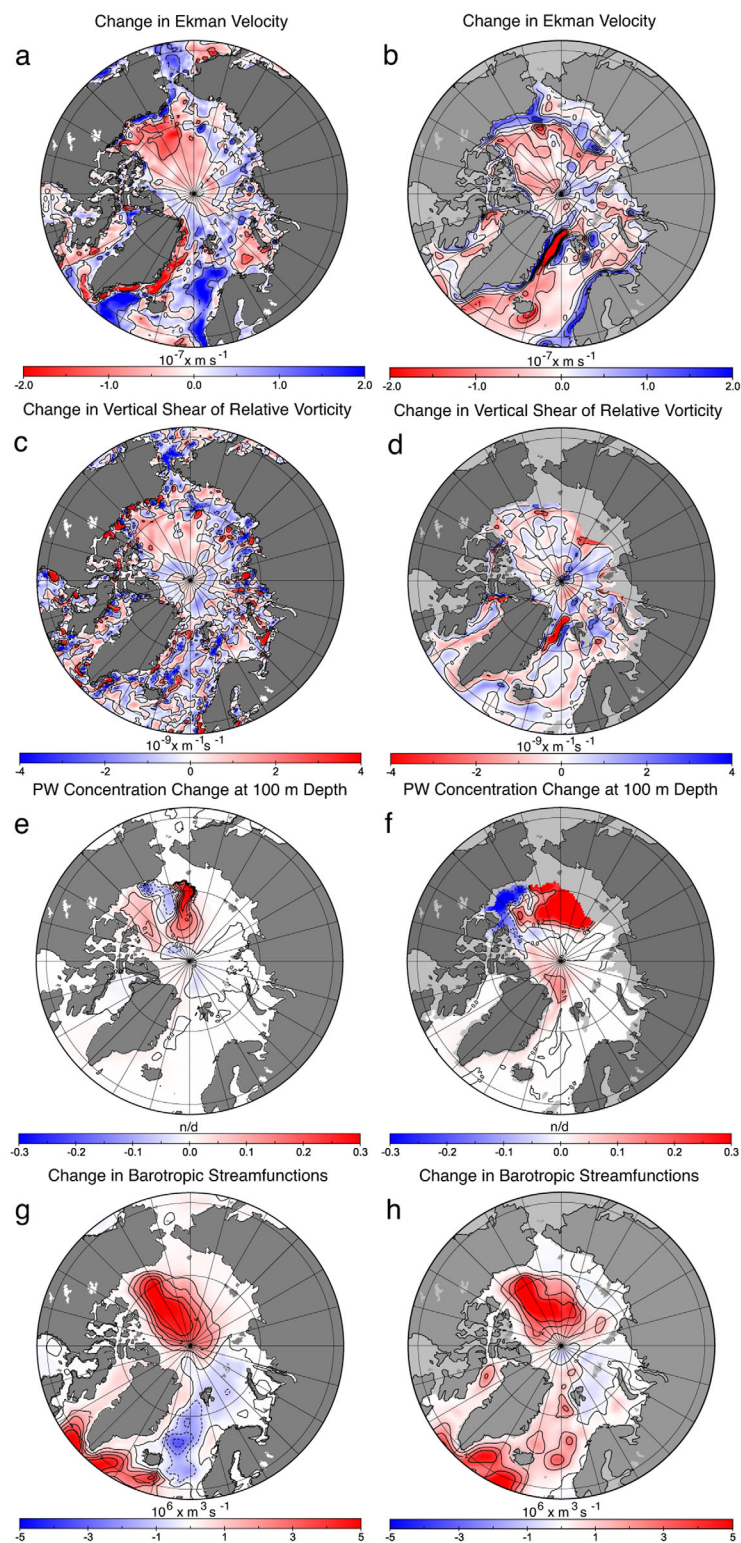 Change in Ekman Velocity
Change in Ekman Velocity
a
b
10-7x m s-1
10-7x m s-1
-2.0 -1.0 0.0 1.0 2.0
-2.0 -1.0 0.0 1.0 2.0
Change in Vertical Shear of Relative Vorticity
Change in Vertical Shear of Relative Vorticity
c
d
10-9x m-1s-1
10-9x m-1s-1
-4 -2 0 2 4
-4 -2 0 2 4
PW Concentration Change at 100 m Depth
PW Concentration Change at 100 m Depth
e
f
n/d
n/d
-0.3 -0.2 -0.1 0.0 0.1 0.2 0.3
-0.3 -0.2 -0.1 0.0 0.1 0.2 0.3
Change in Barotropic Streamfunctions
Change in Barotropic Streamfunctions
g
h
106 x m3 s-1
106 x m3 s-1
-5 -3 -1 1 3 5
-5 -3 -1 1 3 5